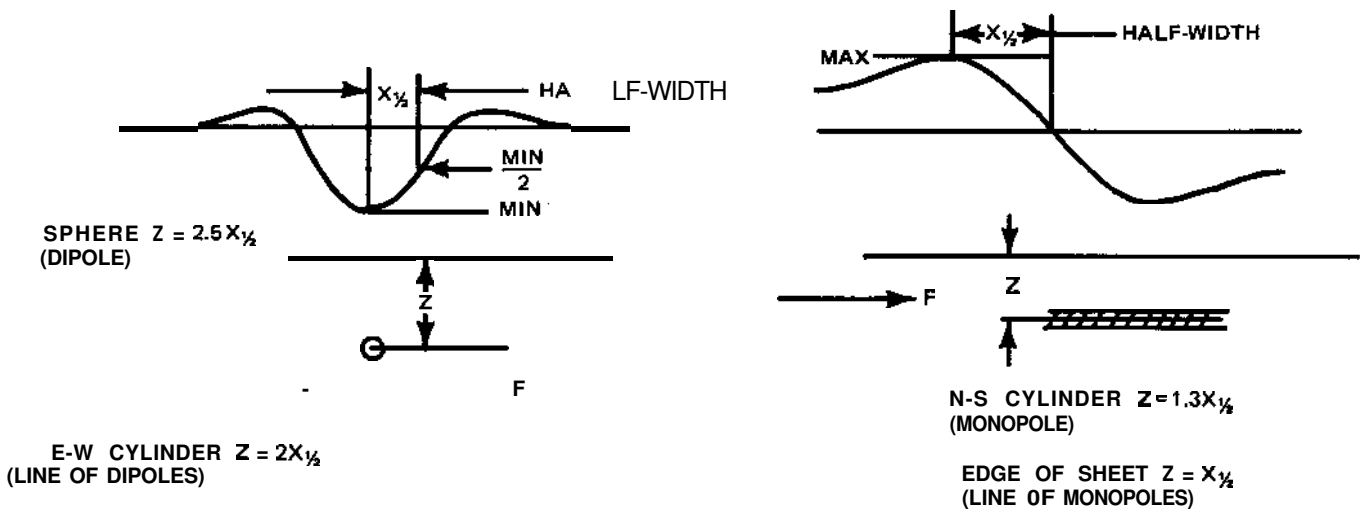 X½
HA LF-WIDTH
MIN
2
MIN
SPHERE Z = 2.5X½
(DIPOLE)
Z
- F
E-W CYLINDER Z = 2X½
(LINE OF DIPOLES)
X½
HALF-WIDTH
MAX
Z
F
N-S CYLINDER Z=1.3X½
(MONOPOLE)
EDGE OF SHEET Z = X½
(LINE OF MONOPOLES)